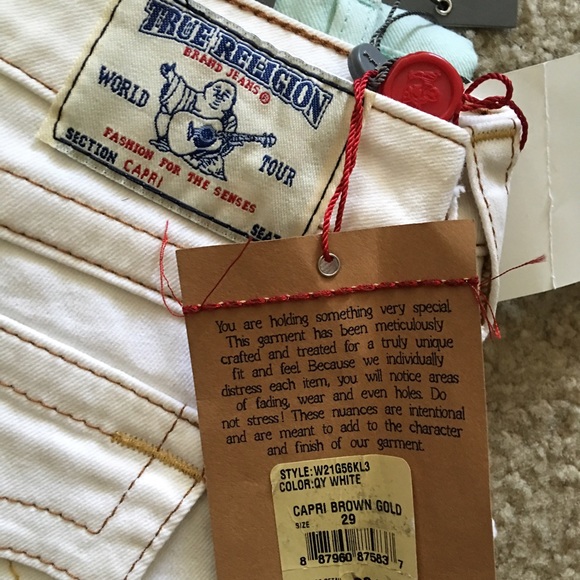 TRUE RELIGION
BRAND JEANS®
WORLD TOUR
FASHION FOR THE SENSES
SECTION CAPRI
You are holding something very special.
This garment has been meticulously
crafted and treated for a truly unique
fit and feel. Because we individually
distress each item, you will notice areas
of fading, wear and even holes. Do
not stress! These nuances are intentional
and are meant to add to the character
and finish of our garment.
STYLE:W21G56KL3
COLOR:QY WHITE
CAPRI BROWN GOLD
SIZE 29
8 87960 87583 7